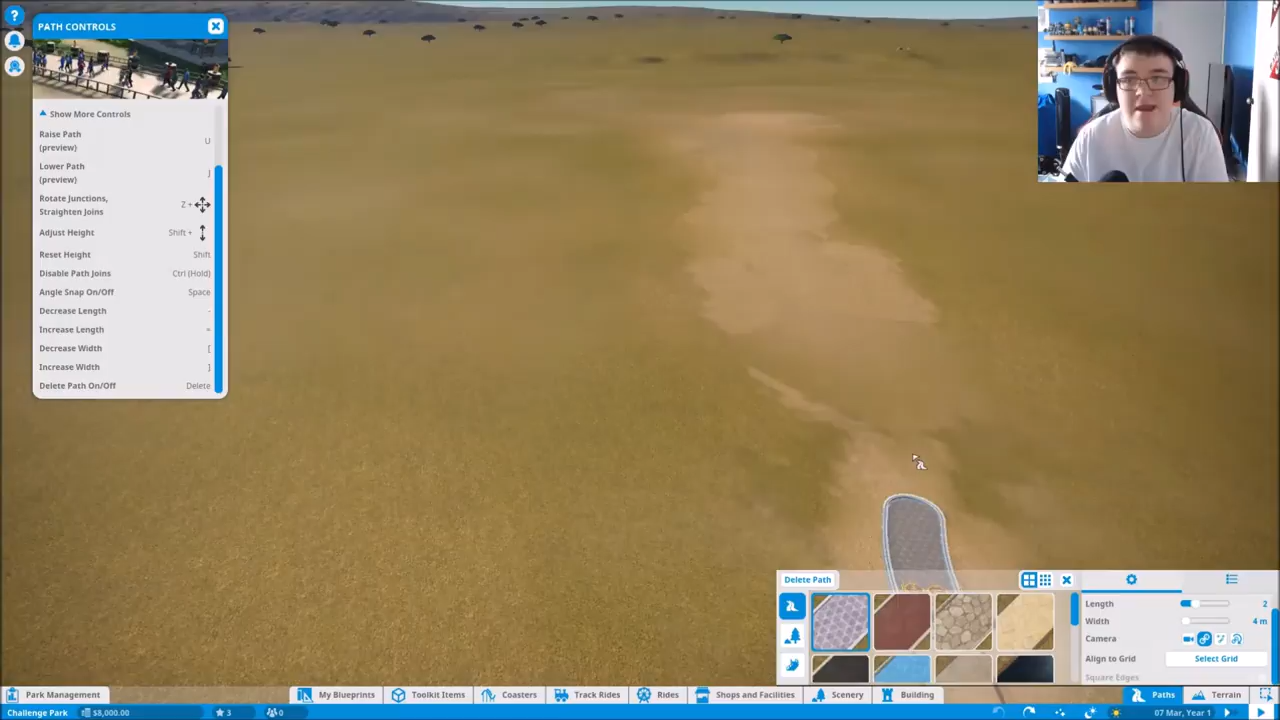 PATH CONTROLS
Show More Controls
Raise Path (preview) U
Lower Path (preview) J
Rotate Junctions, Straighten Joins Z +
Adjust Height Shift +
Reset Height Shift
Disable Path Joins Ctrl (Hold)
Angle Snap On/Off Space
Decrease Length -
Increase Length =
Decrease Width [
Increase Width ]
Delete Path On/Off Delete
Delete Path
Length 2
Width 4 m
Camera
Align to Grid Select Grid
Square Edges
Park Management
My Blueprints
Toolkit Items
Coasters
Track Rides
Rides
Shops and Facilities
Scenery
Building
Paths
Terrain
Challenge Park
$8,000.00
3
0
07 Mar, Year 1